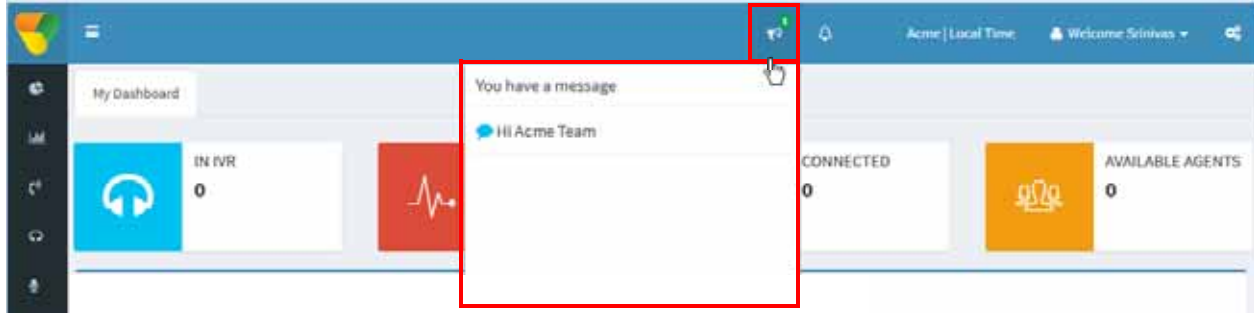 1
Acme | Local Time
Welcome Srinivas
My Dashboard
You have a message
Hi Acme Team
IN IVR
0
CONNECTED
0
AVAILABLE AGENTS
0